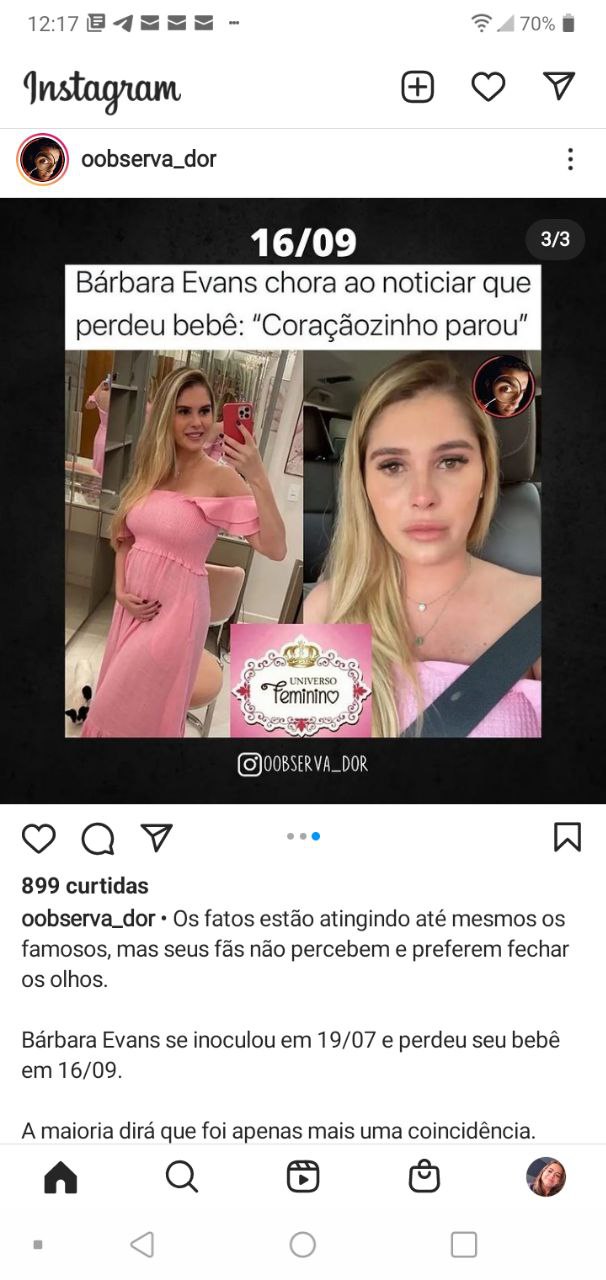 12:17
70%
Instagram
oobserva_dor
16/09
3/3
Bárbara Evans chora ao noticiar que
perdeu bebê: “Coraçãozinho parou”
UNIVERSO
Feminino
OOBSERVA_DOR
899 curtidas
oobserva_dor • Os fatos estão atingindo até mesmos os
famosos, mas seus fãs não percebem e preferem fechar
os olhos.
Bárbara Evans se inoculou em 19/07 e perdeu seu bebê
em 16/09.
A maioria dirá que foi apenas mais uma coincidência.